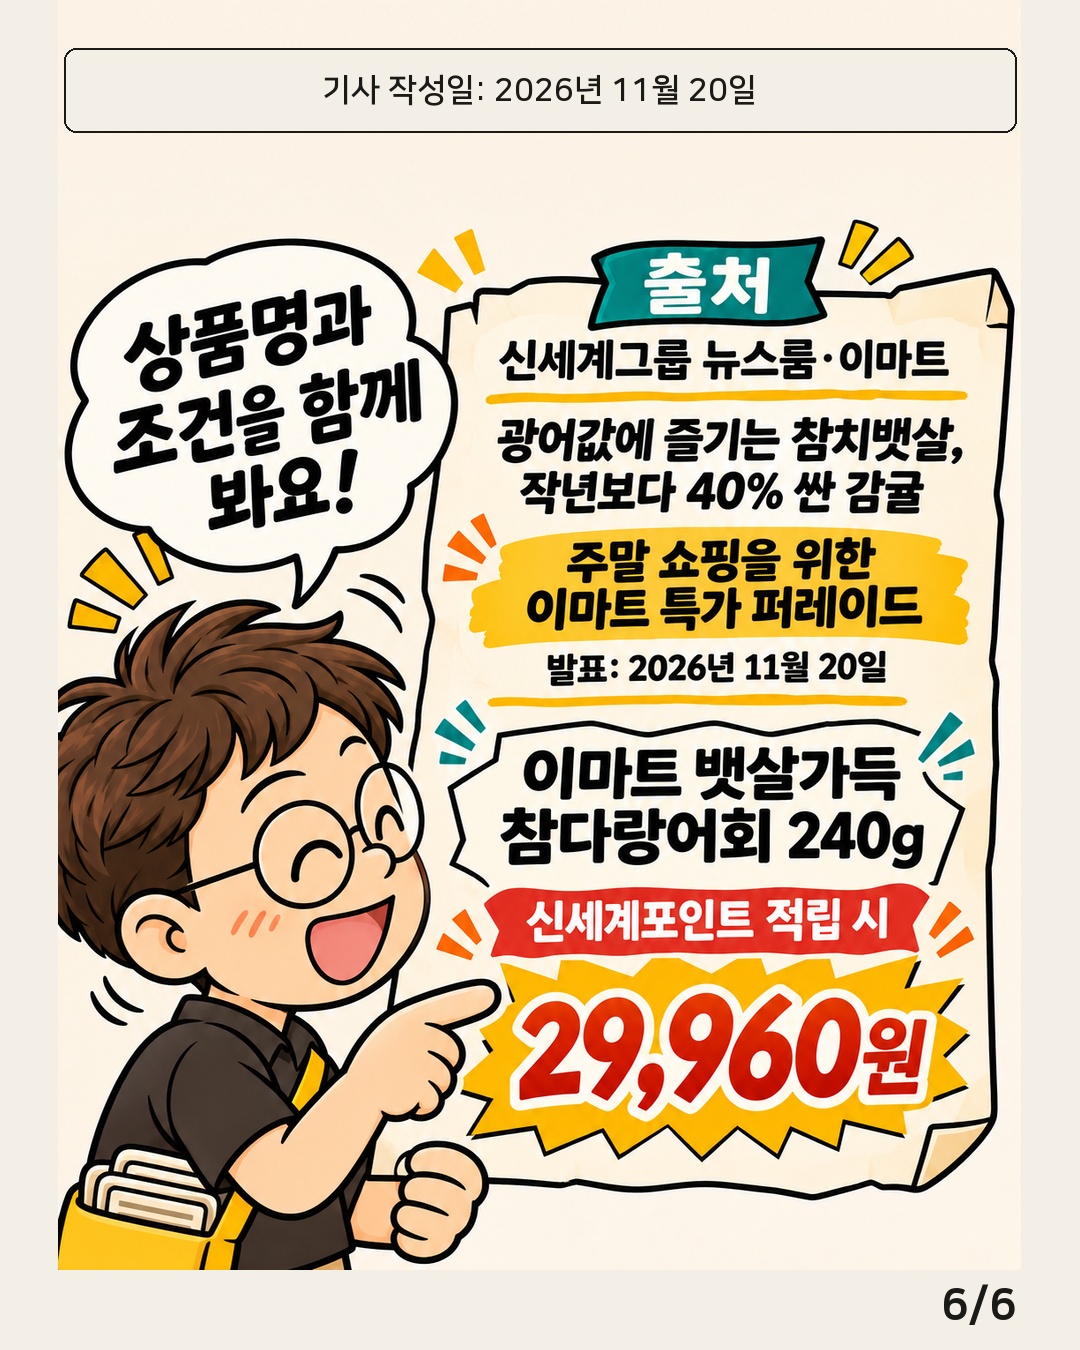 기사 작성일: 2026년 11월 20일
상품명과
조건을 함께
봐요!
출처
신세계그룹 뉴스룸·이마트
광어값에 즐기는 참치뱃살,
작년보다 40% 싼 감귤
주말 쇼핑을 위한
이마트 특가 퍼레이드
발표: 2026년 11월 20일
이마트 뱃살가득
참다랑어회 240g
신세계포인트 적립 시
29,960원
6/6